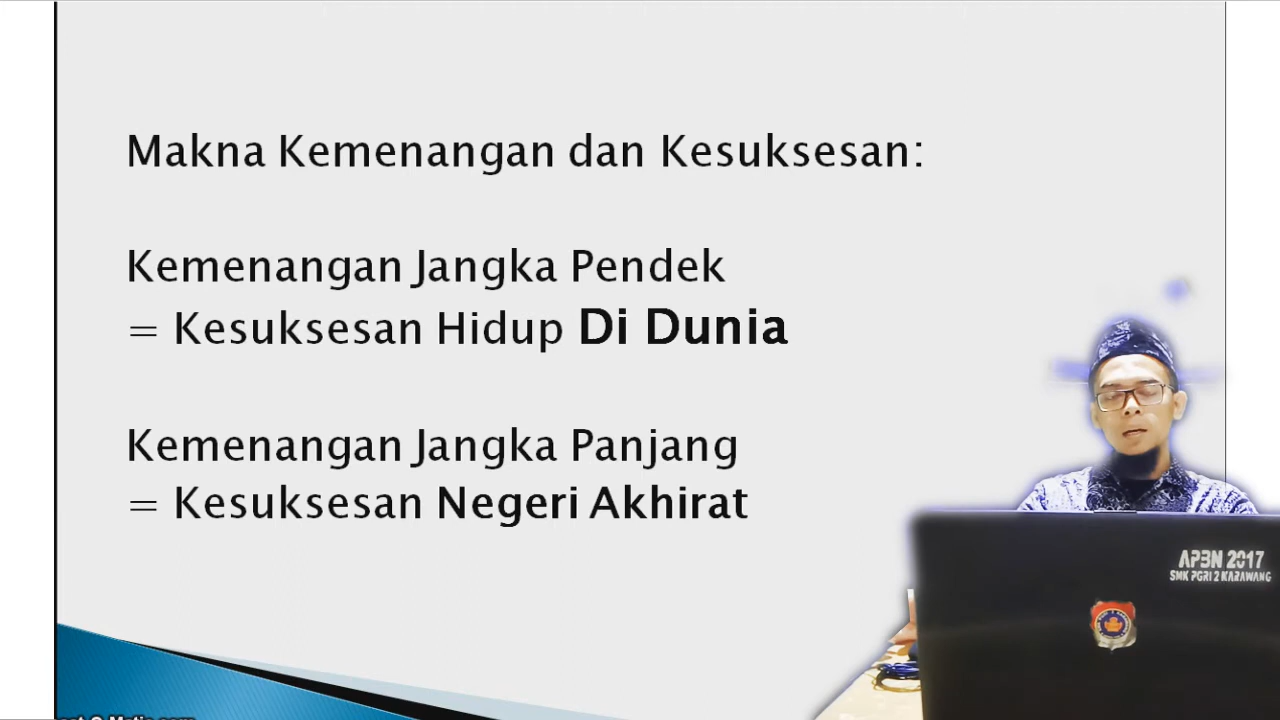 Makna Kemenangan dan Kesuksesan:
Kemenangan Jangka Pendek
= Kesuksesan Hidup Di Dunia
Kemenangan Jangka Panjang
= Kesuksesan Negeri Akhirat
APBN 2017
SMK PGRI 2 KARAWANG